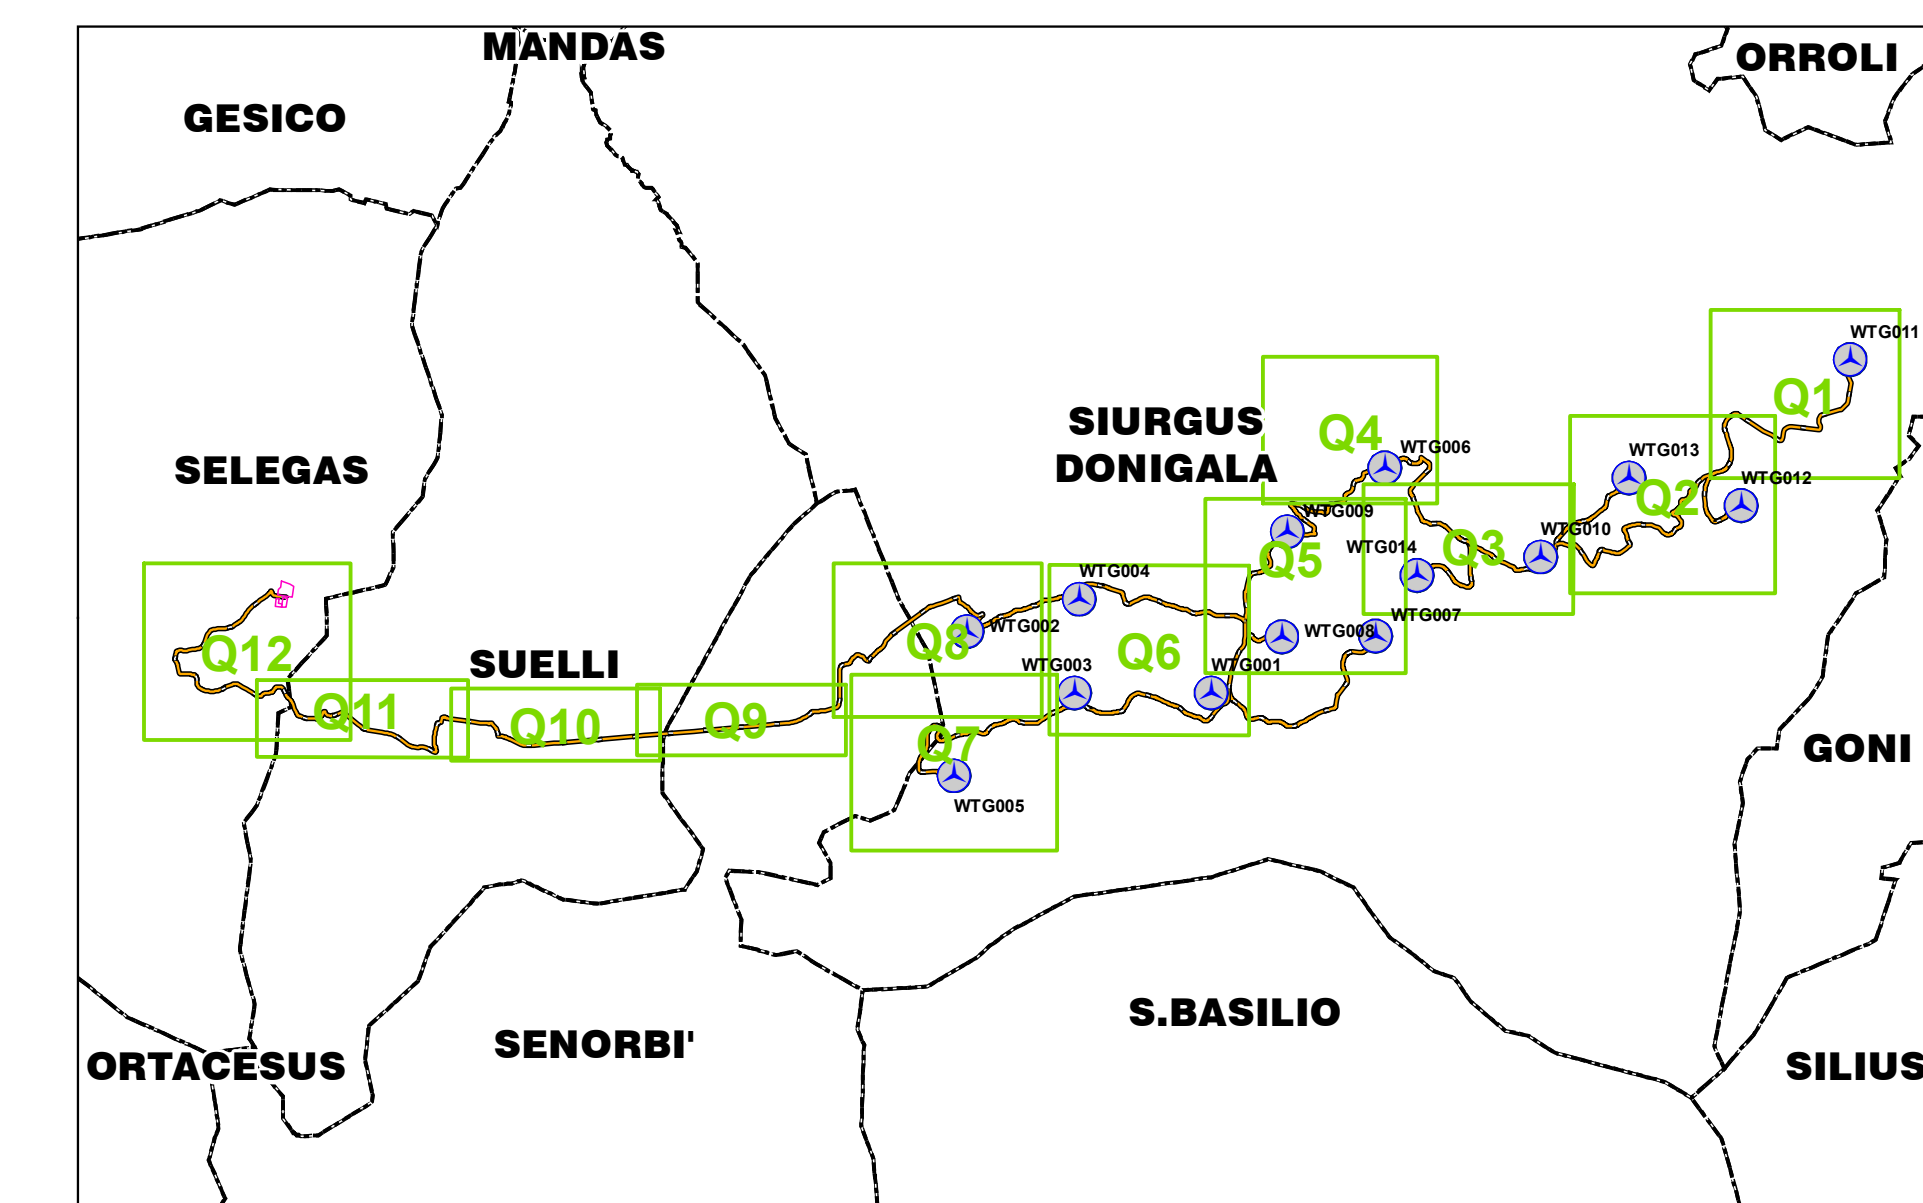 MANDAS
ORROLI
GESICO
WTG011
Q1
SIURGUS
DONIGALA
Q4
WTG006
WTG013
WTG012
Q2
SELEGAS
WTG009
WTG010
WTG014
Q3
Q5
WTG004
WTG007
WTG002
WTG008
Q8
Q12
Q6
SUELLI
WTG003
WTG001
Q11
Q10
Q9
Q7
GONI
WTG005
S.BASILIO
SENORBI'
ORTACESUS
SILIUS